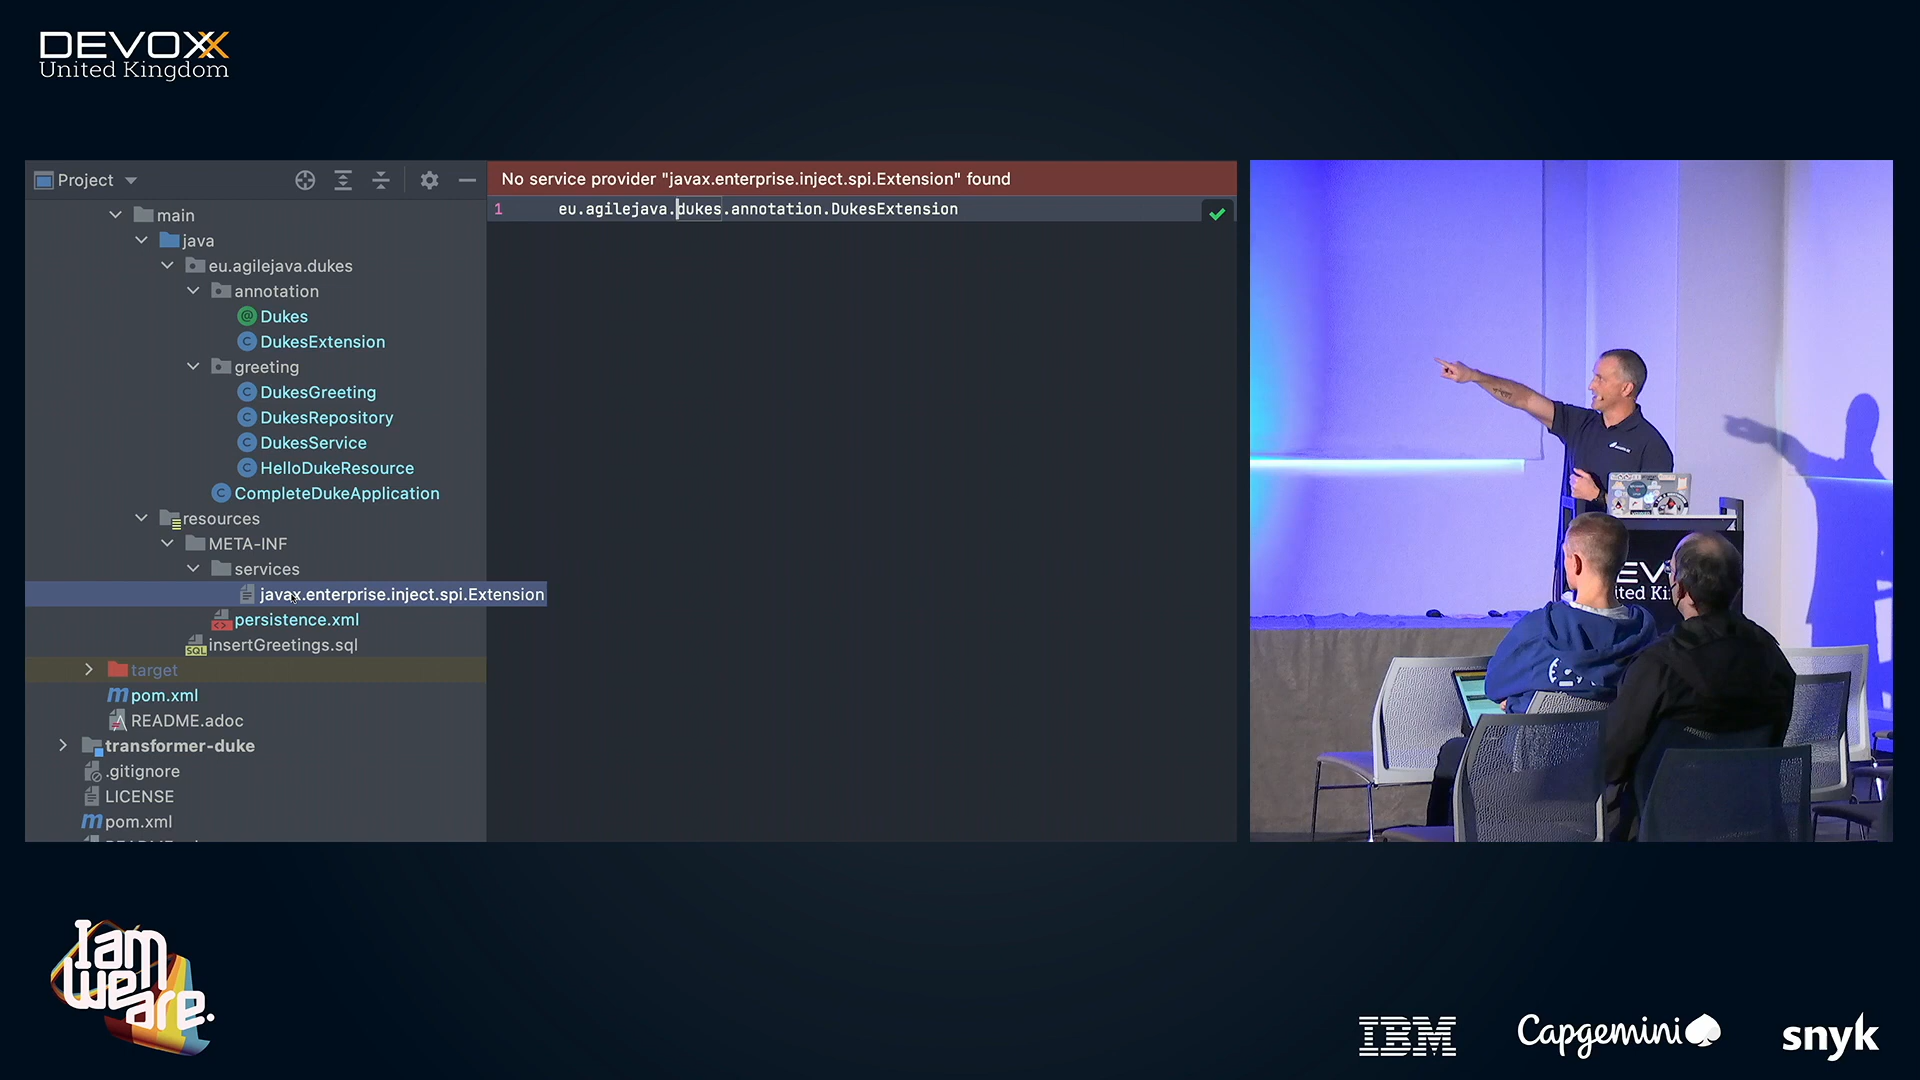 DEVOXX
United Kingdom
Project
No service provider "javax.enterprise.inject.spi.Extension" found
1 eu.agilejava.dukes.annotation.DukesExtension
main
java
eu.agilejava.dukes
annotation
Dukes
DukesExtension
greeting
DukesGreeting
DukesRepository
DukesService
HelloDukeResource
CompleteDukeApplication
resources
META-INF
services
javax.enterprise.inject.spi.Extension
persistence.xml
insertGreetings.sql
target
pom.xml
README.adoc
transformer-duke
.gitignore
LICENSE
pom.xml
I am
we
are.
IBM
Capgemini
snyk